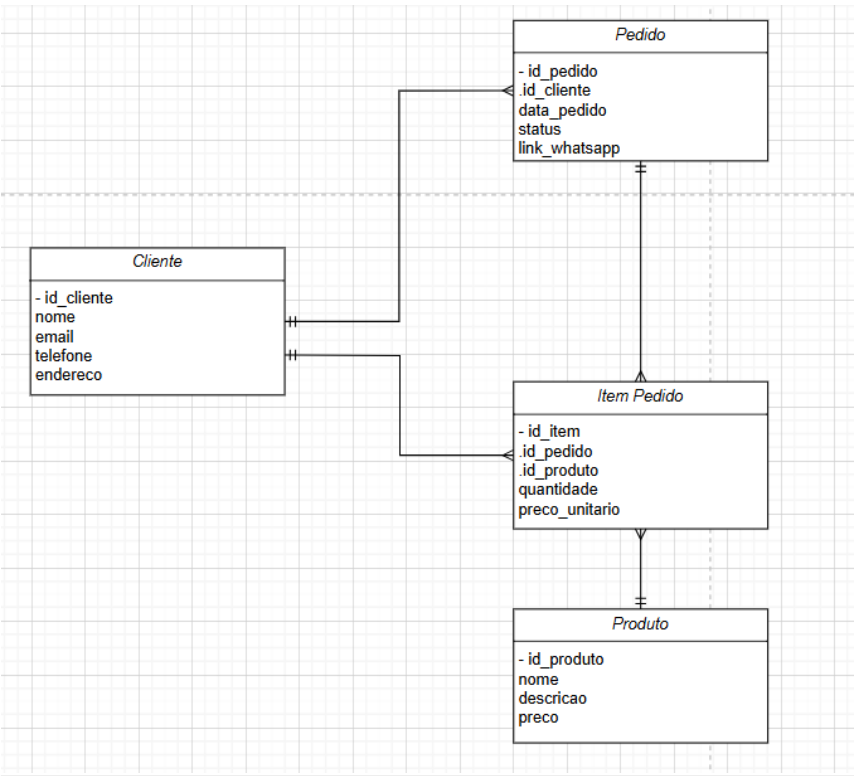 Pedido
- id_pedido
.id_cliente
data_pedido
status
link_whatsapp
Cliente
- id_cliente
nome
email
telefone
endereco
Item Pedido
- id_item
.id_pedido
.id_produto
quantidade
preco_unitario
Produto
- id_produto
nome
descricao
preco